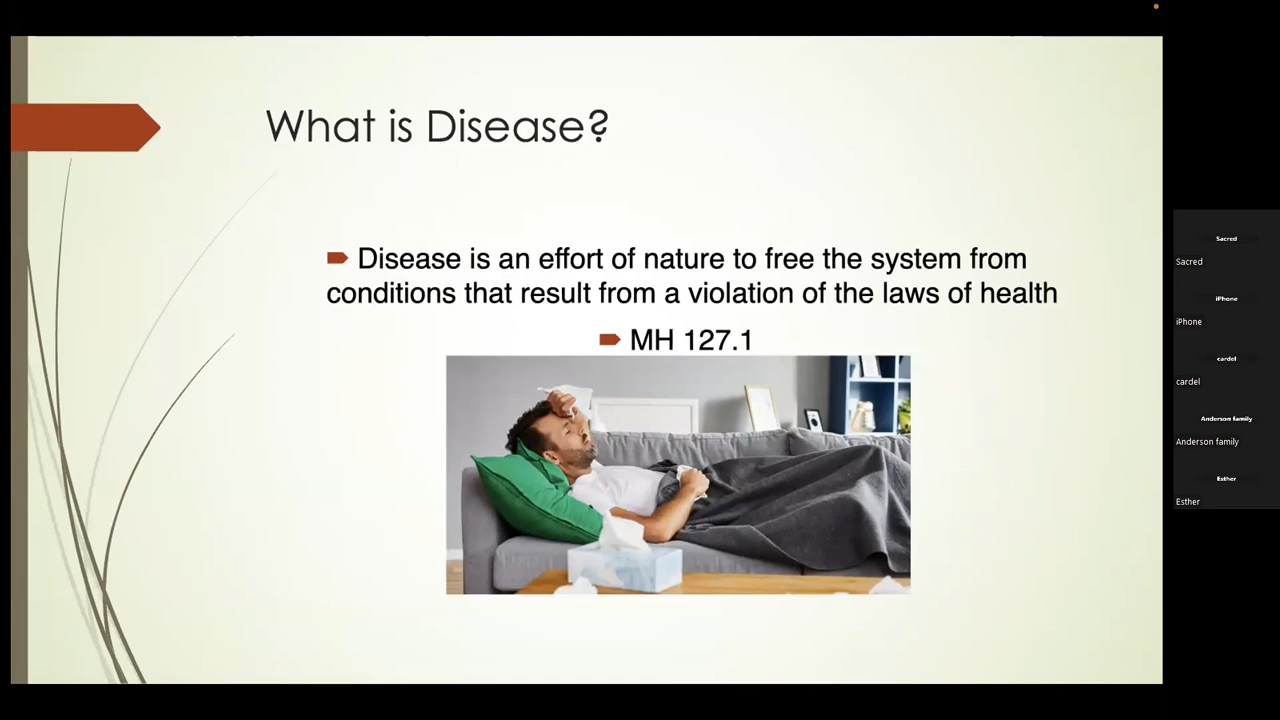 What is Disease?
Disease is an effort of nature to free the system from
conditions that result from a violation of the laws of health
MH 127.1
Sacred
Sacred
iPhone
iPhone
cardel
cardel
Anderson family
Anderson family
Esther
Esther